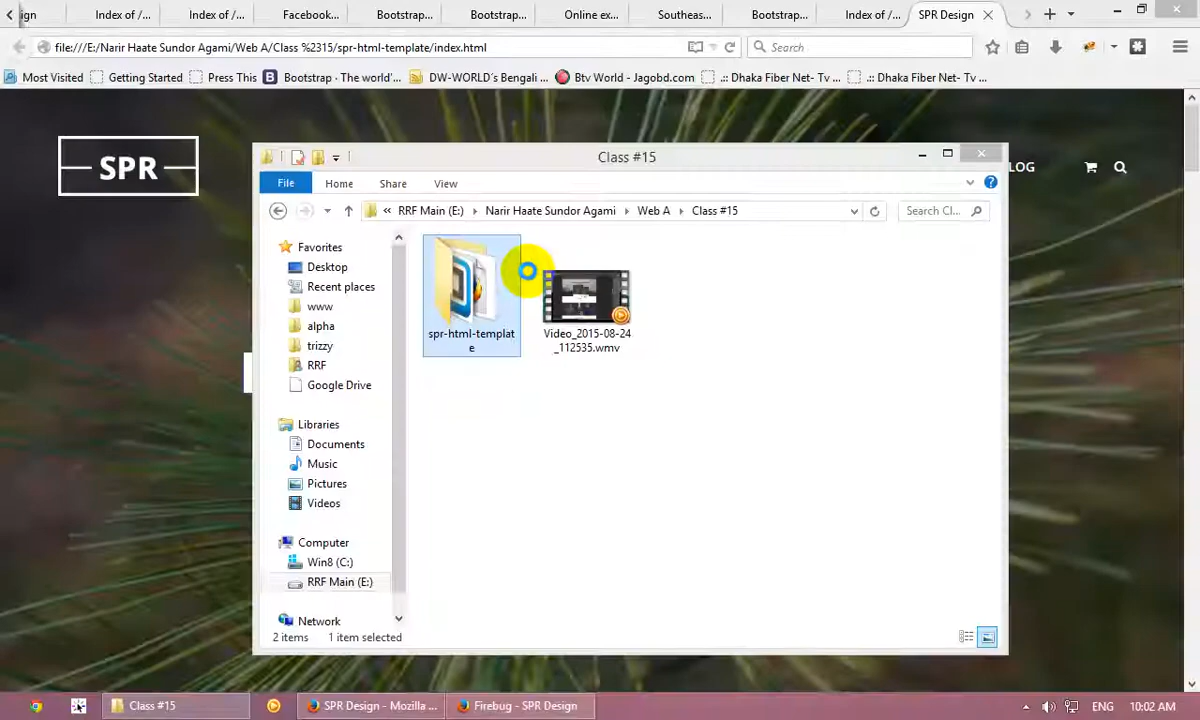 ign Index of /... Index of /... Facebook... Bootstrap... Bootstrap... Online ex... Southeas... Bootstrap... Index of /... SPR Design
file:///E:/Narir Haate Sundor Agami/Web A/Class %2315/spr-html-template/index.html Search
Most Visited Getting Started Press This Bootstrap · The world'... DW-WORLD´s Bengali ... Btv World - Jagobd.com .:: Dhaka Fiber Net- Tv ... .:: Dhaka Fiber Net- Tv ...
SPR
LOG
Class #15
File Home Share View
« RRF Main (E:) Narir Haate Sundor Agami Web A Class #15 Search Cl...
Favorites
Desktop
Recent places
www
alpha
trizzy
RRF
Google Drive
Libraries
Documents
Music
Pictures
Videos
Computer
Win8 (C:)
RRF Main (E:)
Network
spr-html-templat
e
Video_2015-08-24
_112535.wmv
2 items 1 item selected
Class #15 SPR Design - Mozilla ... Firebug - SPR Design ENG 10:02 AM